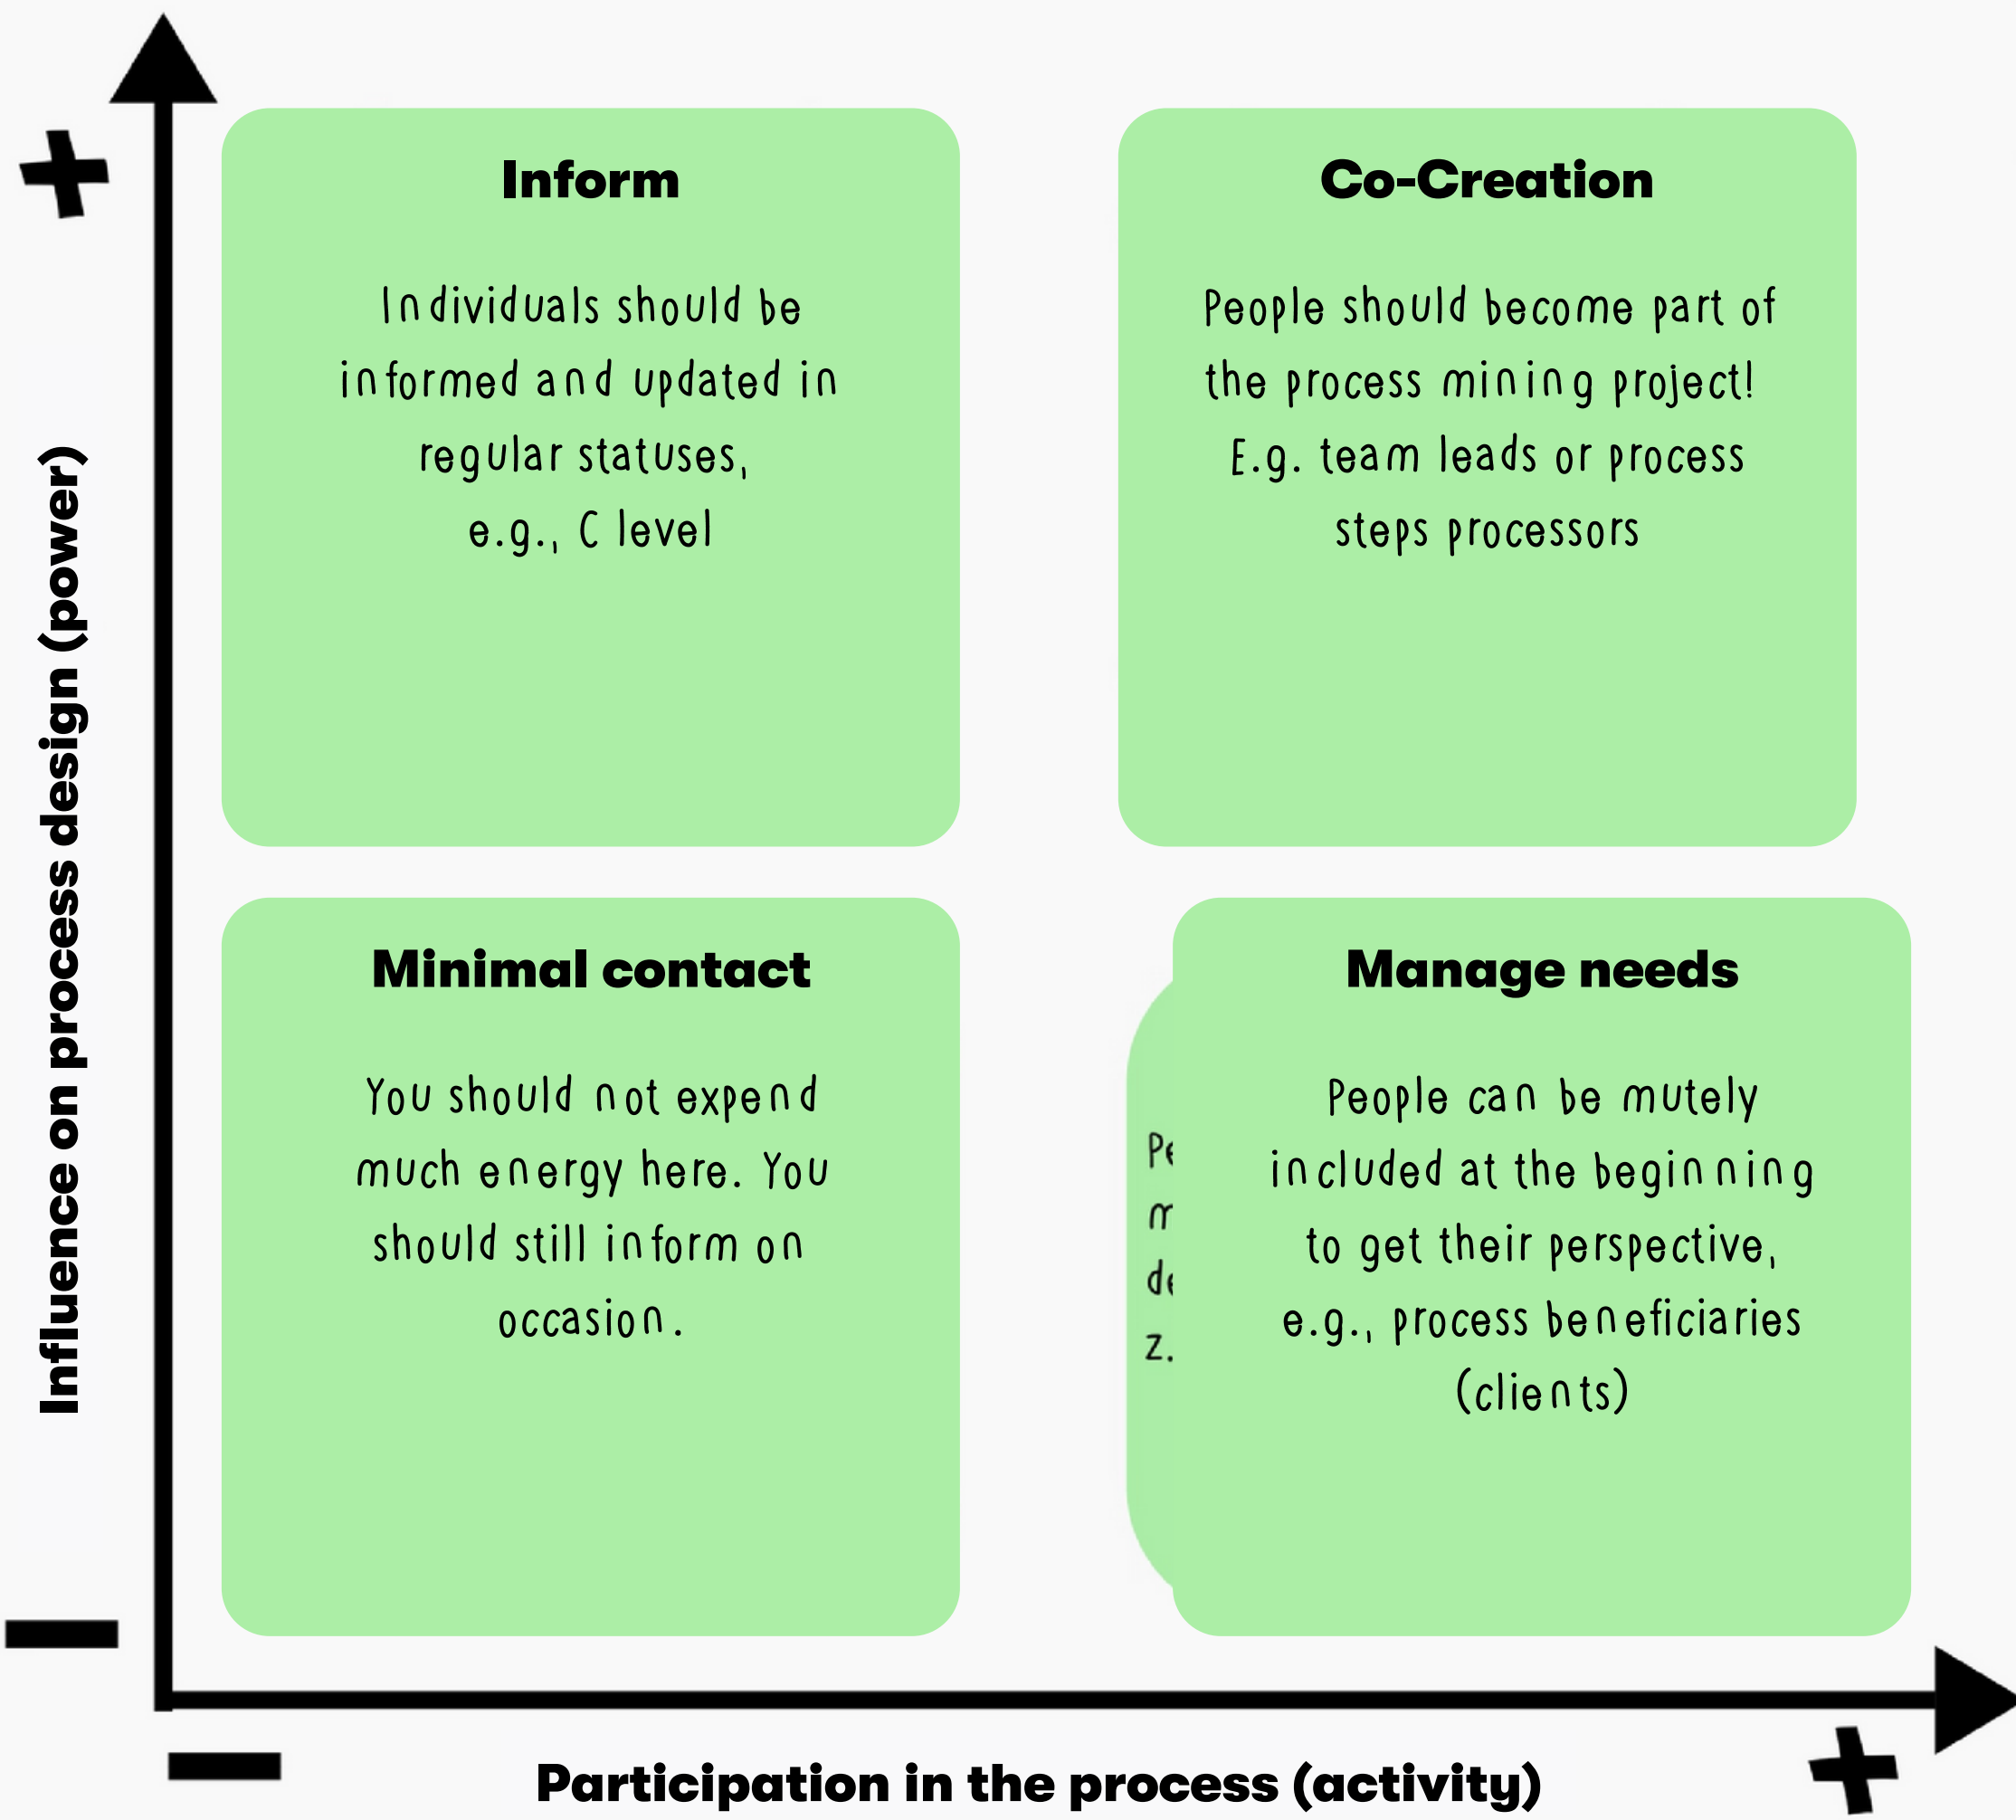 Inform
Individuals should be
informed and updated in
regular statuses,
e.g., C level
Co-Creation
People should become part of
the process mining project!
E.g. team leads or process
steps processors
Influence on process design (power)
Minimal contact
You should not expend
much energy here. You
should still inform on
occasion.
Manage needs
People can be mutely
included at the beginning
to get their perspective,
e.g., process beneficiaries
(clients)
z.
Participation in the process (activity)